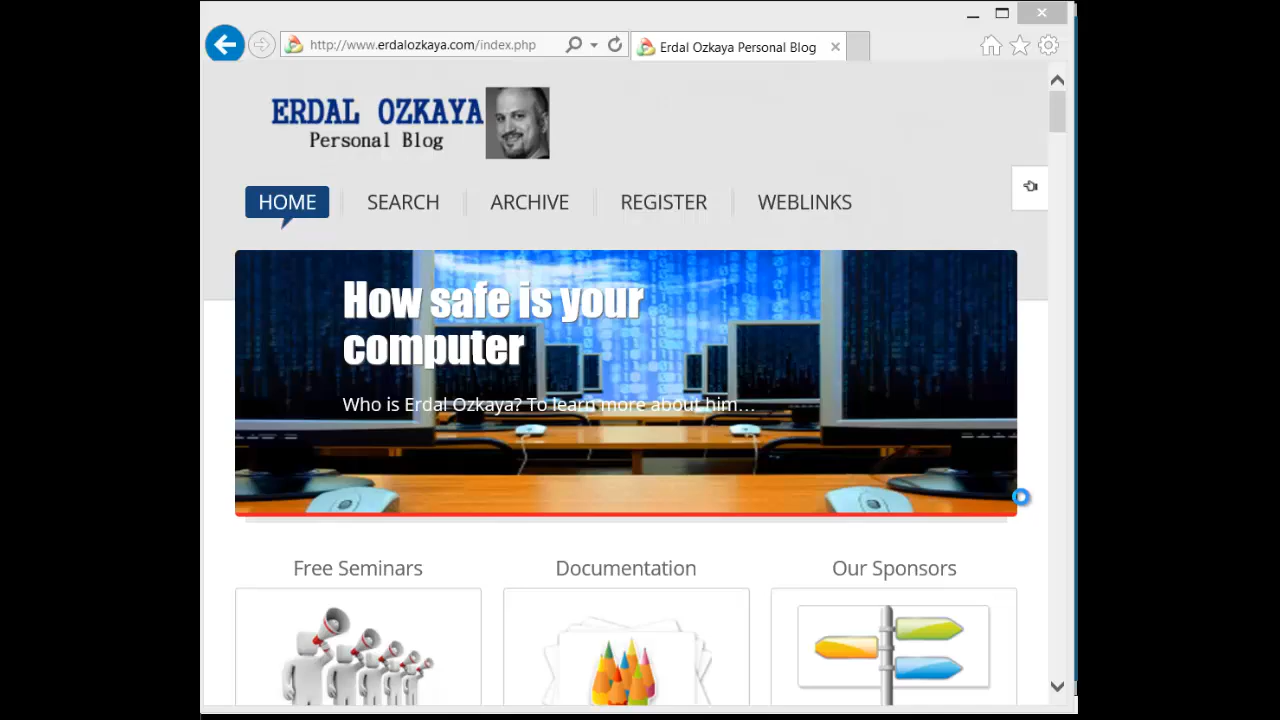 http://www.erdalozkaya.com/index.php
Erdal Ozkaya Personal Blog
ERDAL OZKAYA
Personal Blog
HOME
SEARCH
ARCHIVE
REGISTER
WEBLINKS
How safe is your
computer
Who is Erdal Ozkaya? To learn more about him...
Free Seminars
Documentation
Our Sponsors